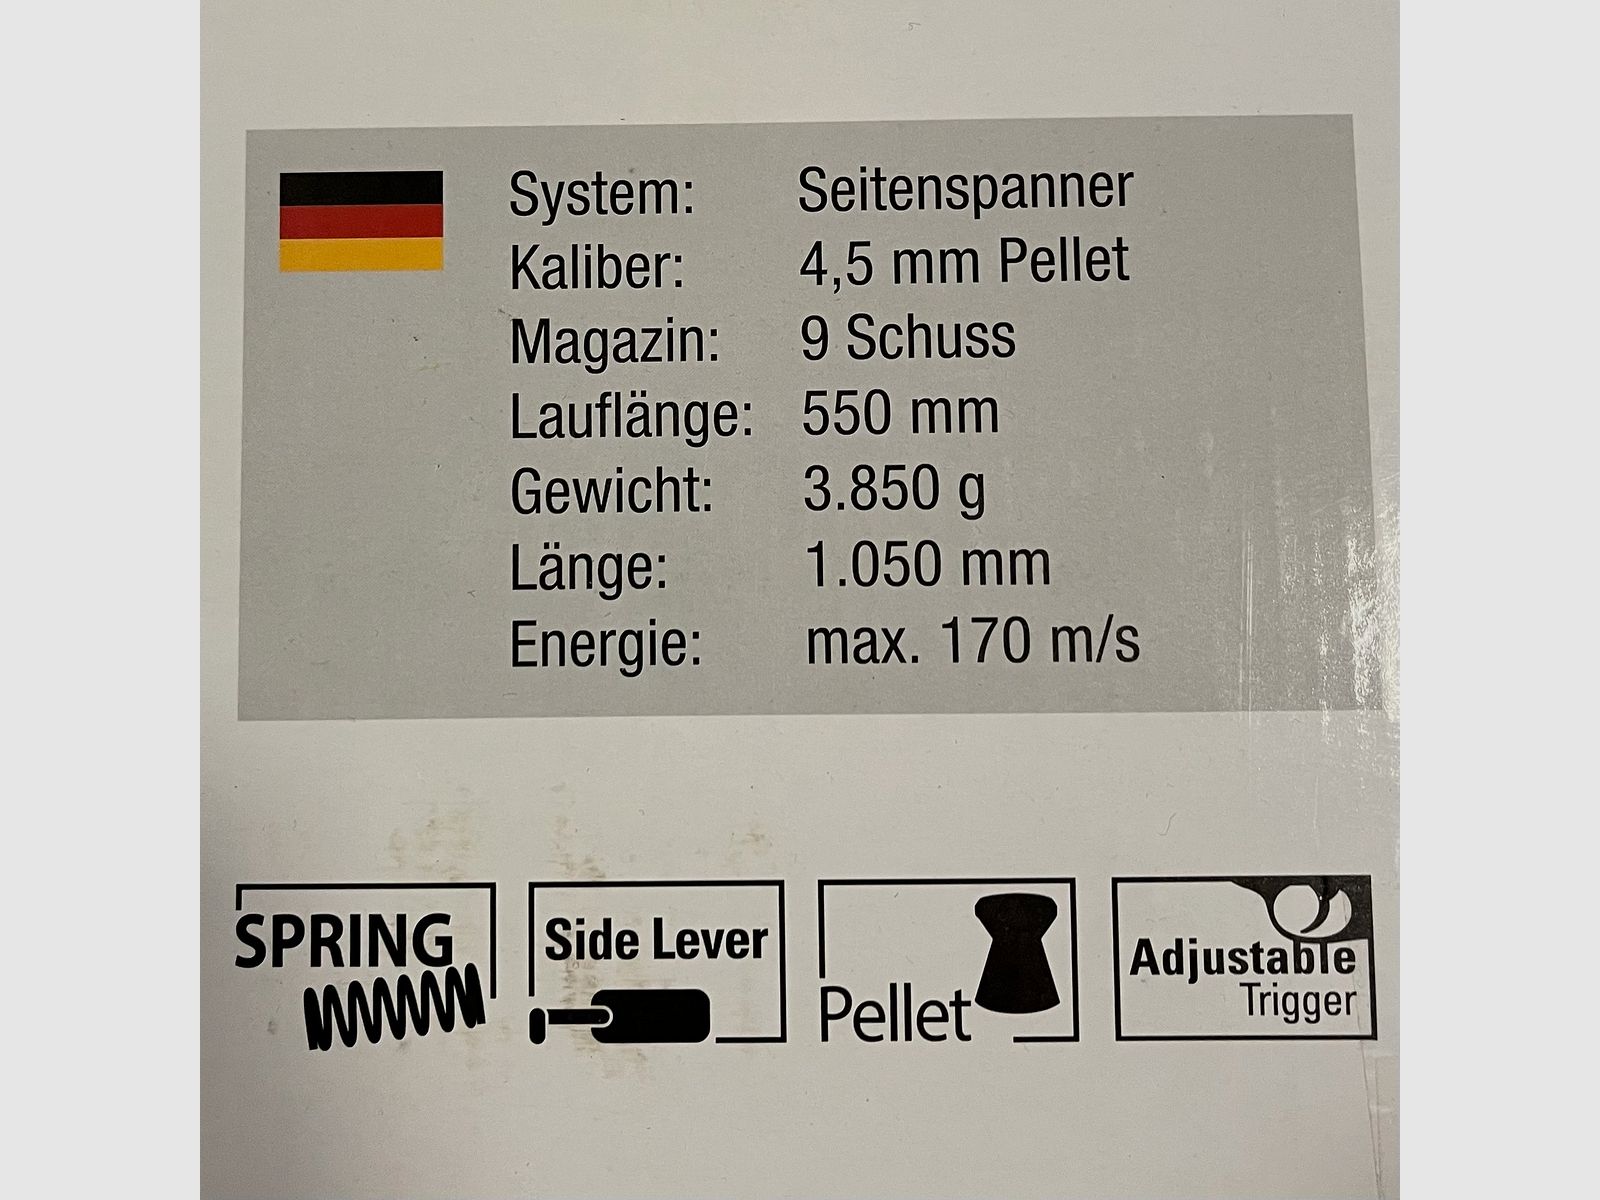 System: Seitenspanner
Kaliber: 4,5 mm Pellet
Magazin: 9 Schuss
Lauflänge: 550 mm
Gewicht: 3.850 g
Länge: 1.050 mm
Energie: max. 170 m/s
SPRING
Side Lever
Pellet
Adjustable
Trigger